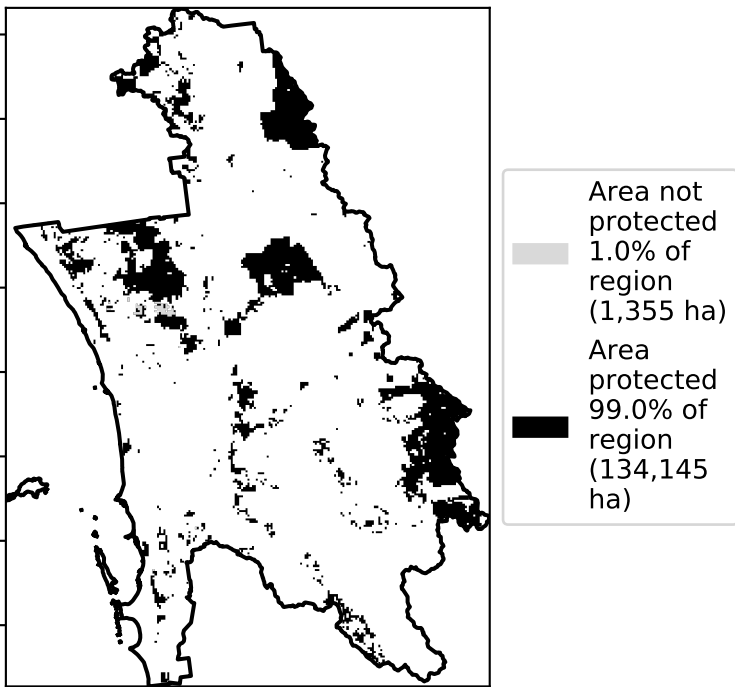 Area not
protected
1.0% of
region
(1,355 ha)
Area
protected
99.0% of
region
(134,145
ha)